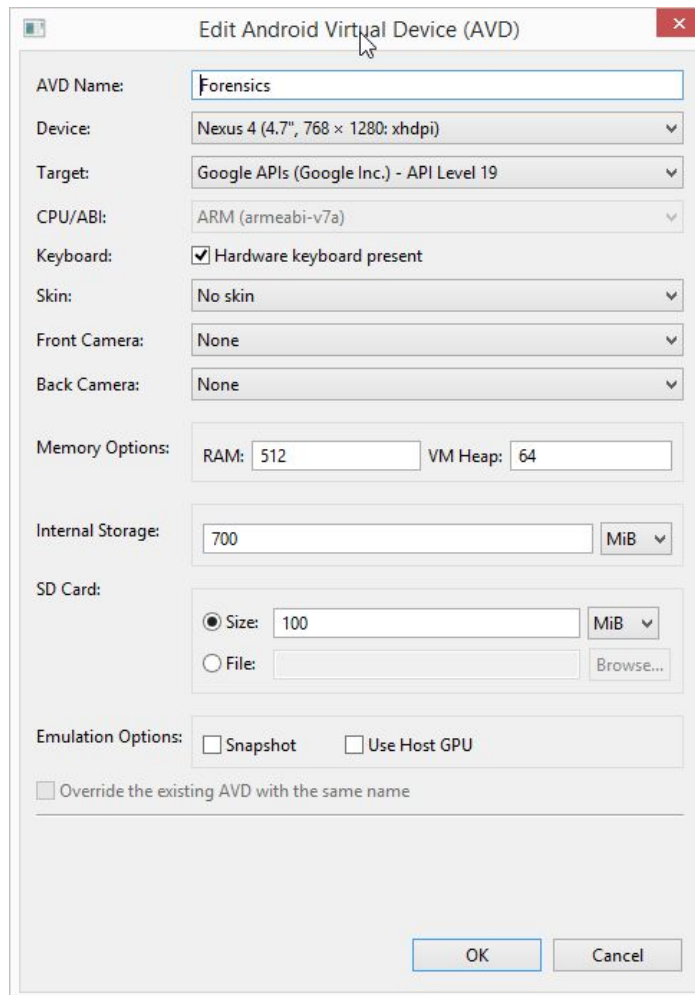 Edit Android Virtual Device (AVD)
AVD Name: Forensics
Device: Nexus 4 (4.7", 768 × 1280: xhdpi)
Target: Google APIs (Google Inc.) - API Level 19
CPU/ABI: ARM (armeabi-v7a)
Keyboard: Hardware keyboard present
Skin: No skin
Front Camera: None
Back Camera: None
Memory Options: RAM: 512 VM Heap: 64
Internal Storage: 700 MiB
SD Card:
Size: 100 MiB
File: Browse...
Emulation Options: Snapshot Use Host GPU
Override the existing AVD with the same name
OK Cancel